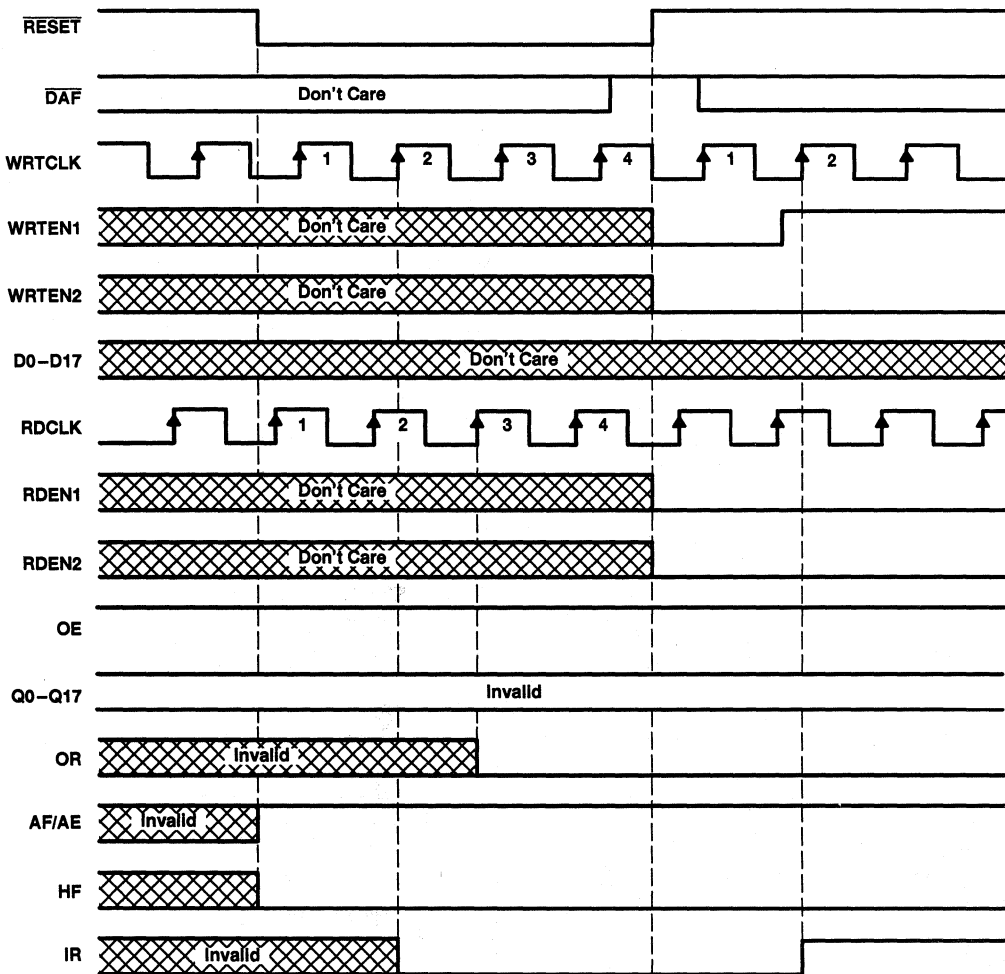 RESET
DAF Don't Care
WRTCLK 1 2 3 4 1 2
WRTEN1 Don't Care
WRTEN2 Don't Care
D0–D17 Don't Care
RDCLK 1 2 3 4
RDEN1 Don't Care
RDEN2 Don't Care
OE
Q0–Q17 Invalid
OR Invalid
AF/AE Invalid
HF
IR Invalid